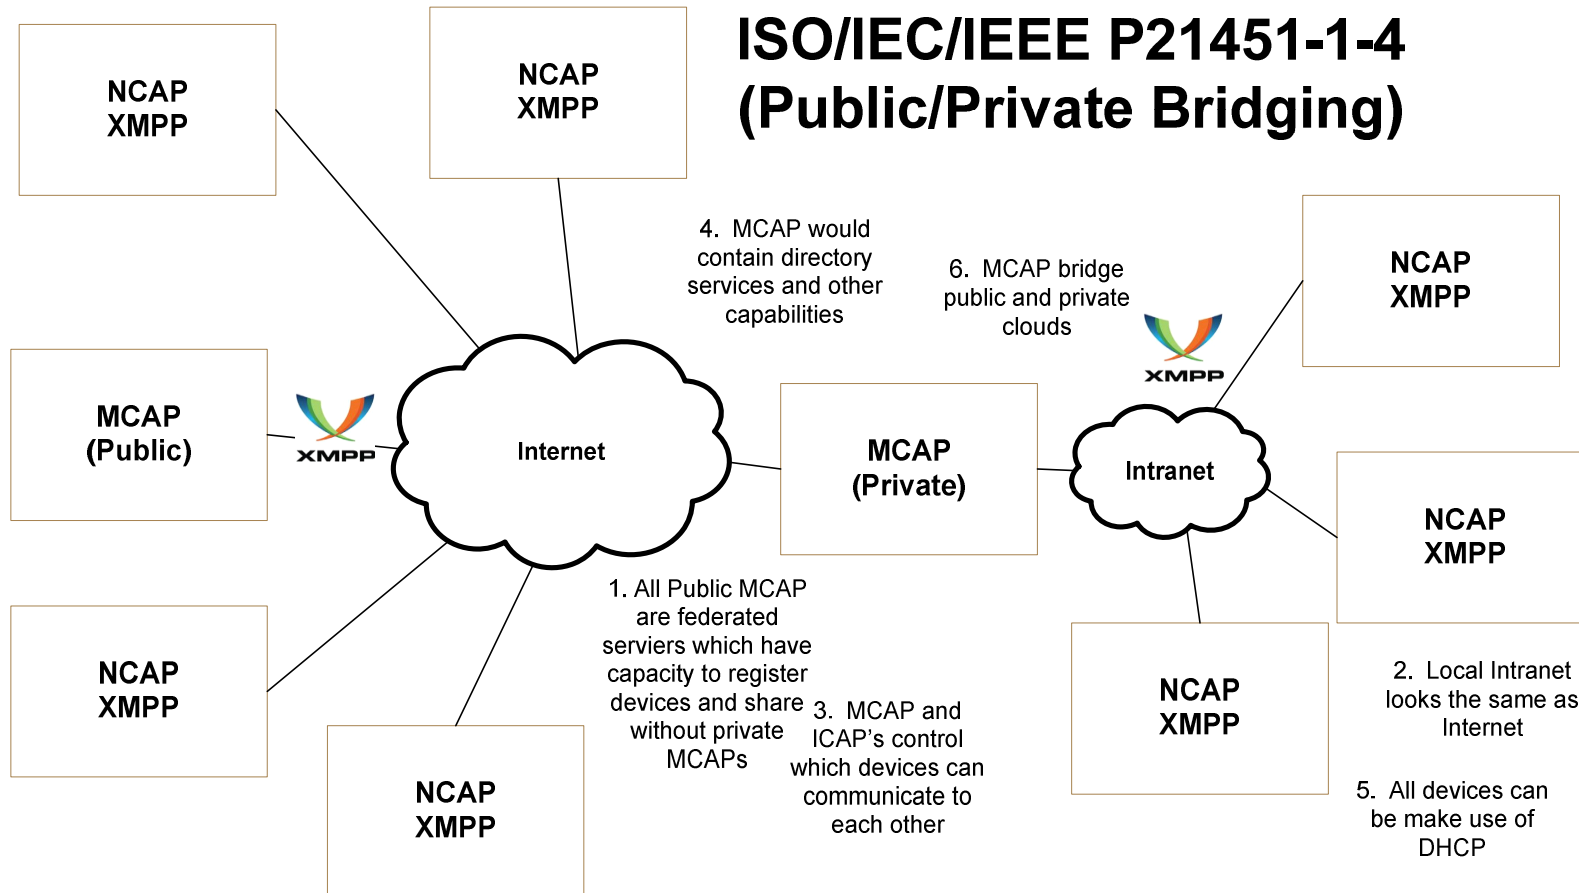 ISO/IEC/IEEE P21451-1-4
(Public/Private Bridging)
NCAP
XMPP
NCAP
XMPP
4. MCAP would
contain directory
services and other
capabilities
6. MCAP bridge
public and private
clouds
XMPP
NCAP
XMPP
MCAP
(Public)
XMPP
Internet
MCAP
(Private)
Intranet
NCAP
XMPP
1. All Public MCAP
are federated
serviers which have
capacity to register
devices and share
without private
MCAPs
3. MCAP and
ICAP's control
which devices can
communicate to
each other
NCAP
XMPP
NCAP
XMPP
NCAP
XMPP
2. Local Intranet
looks the same as
Internet
5. All devices can
be make use of
DHCP